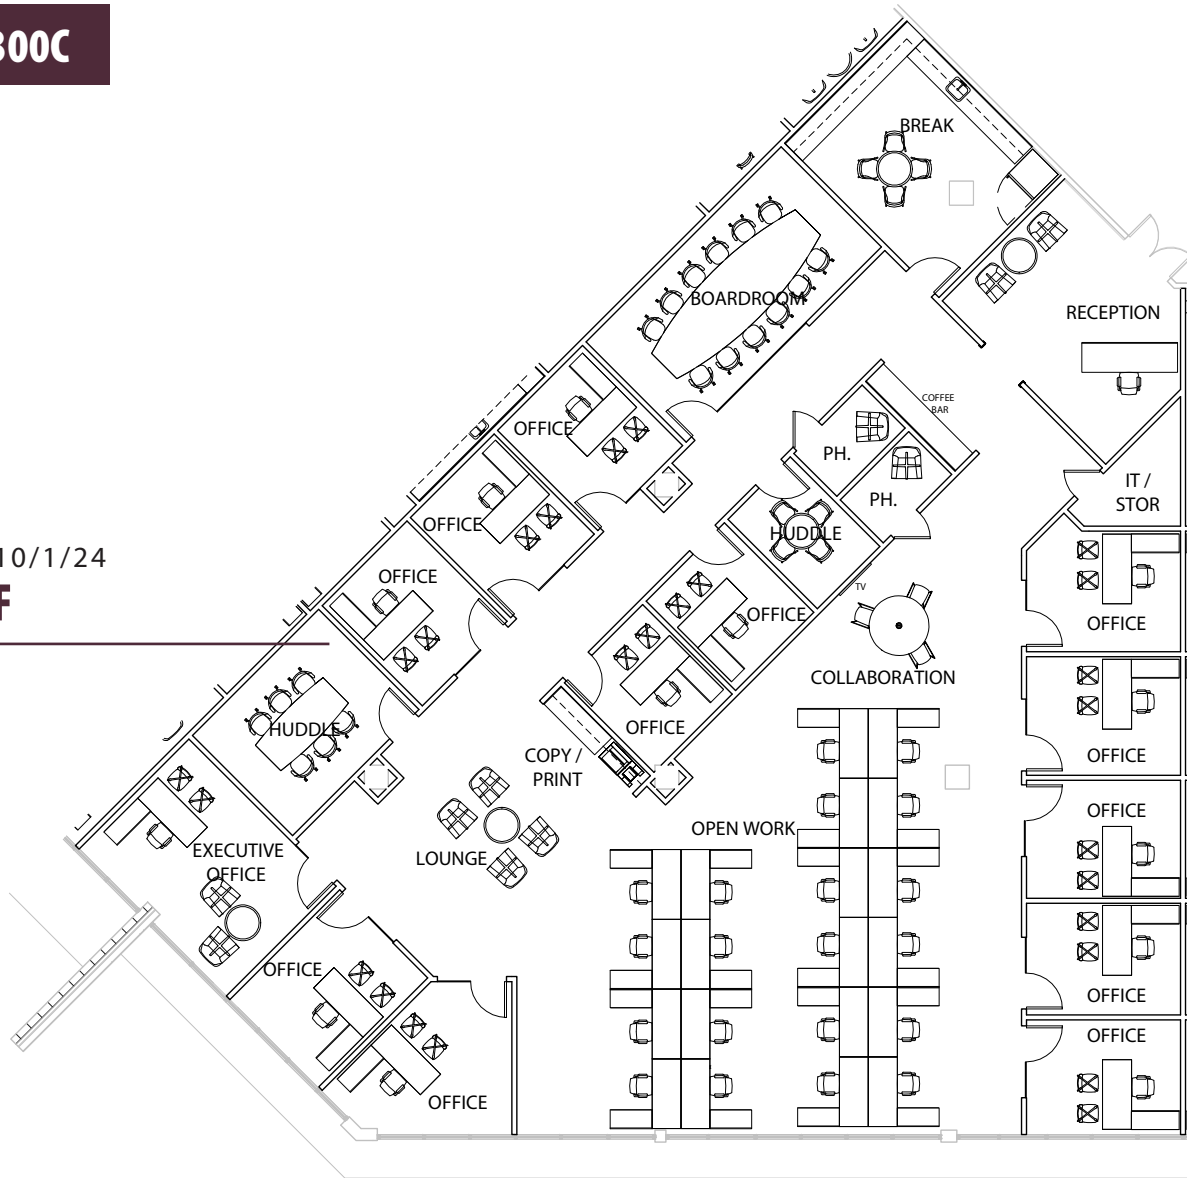 300C
BREAK
BOARDROOM
RECEPTION
COFFEE
BAR
OFFICE
PH.
IT /
STOR
PH.
OFFICE
HUDDLE
10/1/24
F
OFFICE
TV
OFFICE
OFFICE
COLLABORATION
HUDDLE
OFFICE
COPY /
PRINT
OFFICE
OFFICE
OPEN WORK
EXECUTIVE
OFFICE
LOUNGE
OFFICE
OFFICE
OFFICE
OFFICE